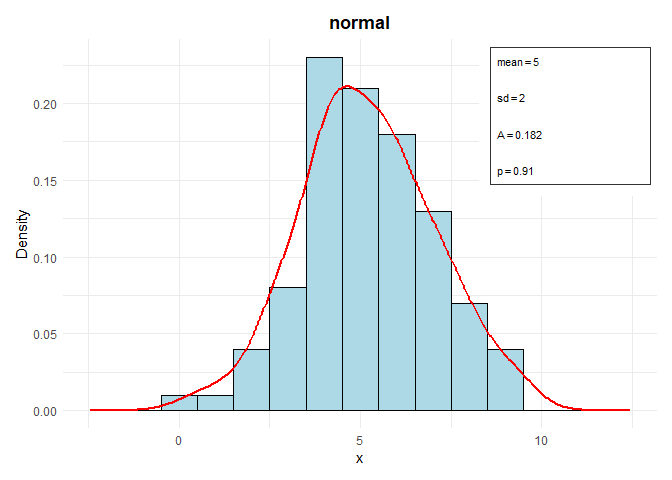 normal
mean = 5
sd = 2
A = 0.182
p = 0.91
Density
0.20
0.15
0.10
0.05
0.00
0
5
10
x